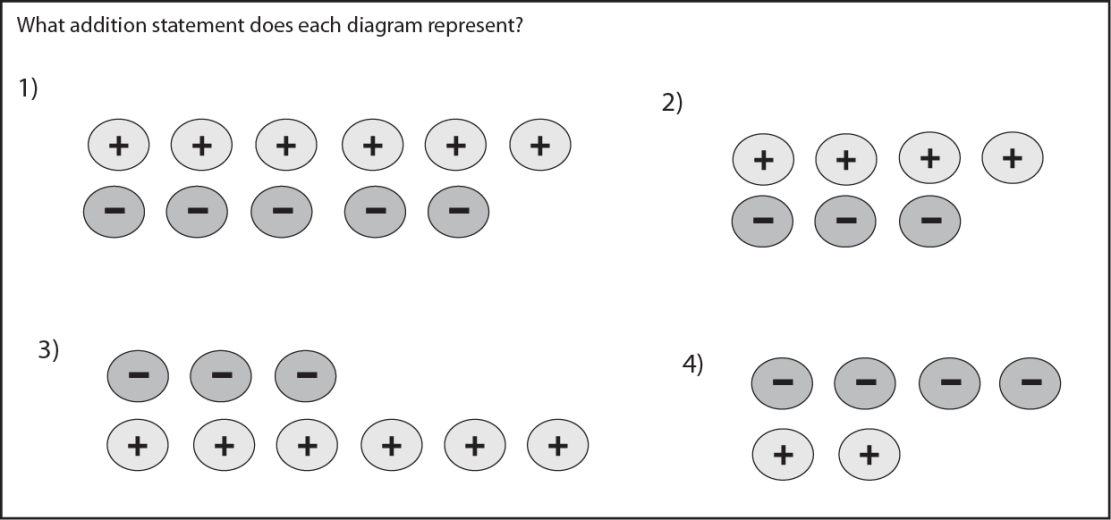 What addition statement does each diagram represent?
1)
2)
+ + + + + +
- - - - -
+ + + +
- - -
3)
4)
- - -
+ + + + + +
- - - -
+ +